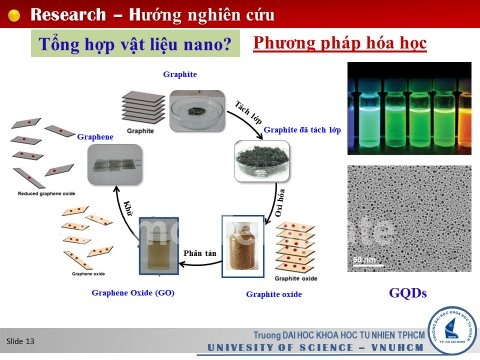 Research – Hướng nghiên cứu
Tổng hợp vật liệu nano?
Phương pháp hóa học
Graphite
Graphite
Tách lớp
Graphite đã tách lớp
Graphene
Reduced graphene oxide
Oxi hóa
Khử
Graphene oxide
Phân tán
Graphite oxide
Graphene Oxide (GO)
Graphite oxide
50 nm
GQDs
Slide 13
Truong DAI HOC KHOA HOC TU NHIEN TPHCM
UNIVESITY OF SCIENCE – VNUHCM